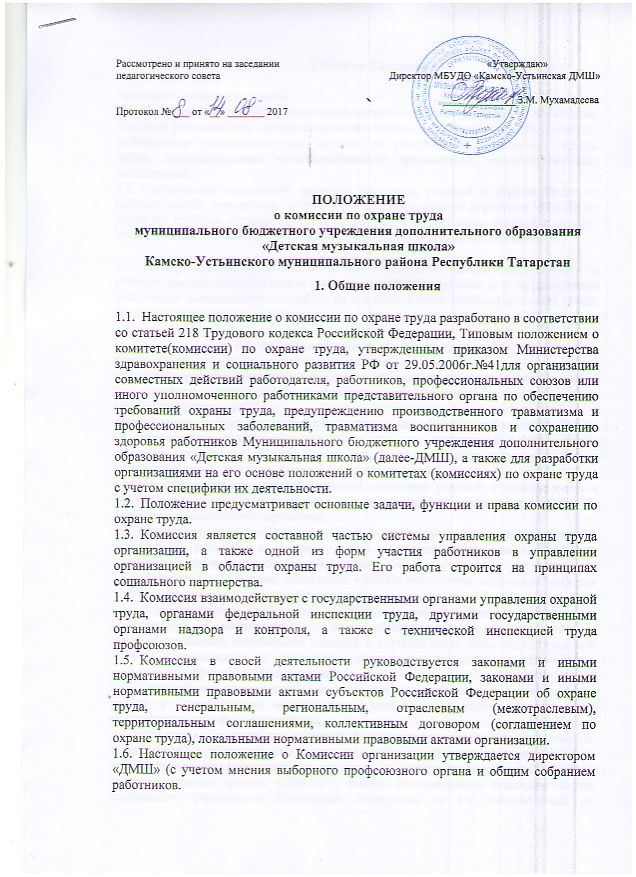 Рассмотрено и принято на заседании
педагогического совета
Протокол № 8 от «14» 08 2017
«Утверждаю»
Директор МБУДО «Камско-Устьинская ДМШ»
З.М. Мухамадеева
ПОЛОЖЕНИЕ
о комиссии по охране труда
муниципального бюджетного учреждения дополнительного образования
«Детская музыкальная школа»
Камско-Устьинского муниципального района Республики Татарстан
1. Общие положения
1.1. Настоящее положение о комиссии по охране труда разработано в соответствии
со статьей 218 Трудового кодекса Российской Федерации, Типовым положением о
комитете(комиссии) по охране труда, утвержденным приказом Министерства
здравохранения и социального развития РФ от 29.05.2006г.№41для организации
совместных действий работодателя, работников, профессиональных союзов или
иного уполномоченного работниками представительного органа по обеспечению
требований охраны труда, предупреждению производственного травматизма и
профессиональных заболеваний, травматизма воспитанников и сохранению
здоровья работников Муниципального бюджетного учреждения дополнительного
образования «Детская музыкальная школа» (далее-ДМШ), а также для разработки
организациями на его основе положений о комитетах (комиссиях) по охране труда
с учетом специфики их деятельности.
1.2. Положение предусматривает основные задачи, функции и права комиссии по
охране труда.
1.3. Комиссия является составной частью системы управления охраны труда
организации, а также одной из форм участия работников в управлении
организацией в области охраны труда. Его работа строится на принципах
социального партнерства.
1.4. Комиссия взаимодействует с государственными органами управления охраной
труда, органами федеральной инспекции труда, другими государственными
органами надзора и контроля, а также с технической инспекцией труда
профсоюзов.
1.5. Комиссия в своей деятельности руководствуется законами и иными
нормативными правовыми актами Российской Федерации, законами и иными
нормативными правовыми актами субъектов Российской Федерации об охране
труда, генеральным, региональным, отраслевым (межотраслевым),
территориальным соглашениями, коллективным договором (соглашением по
охране труда), локальными нормативными правовыми актами организации.
1.6. Настоящее положение о Комиссии организации утверждается директором
«ДМШ» (с учетом мнения выборного профсоюзного органа и общим собранием
работников.